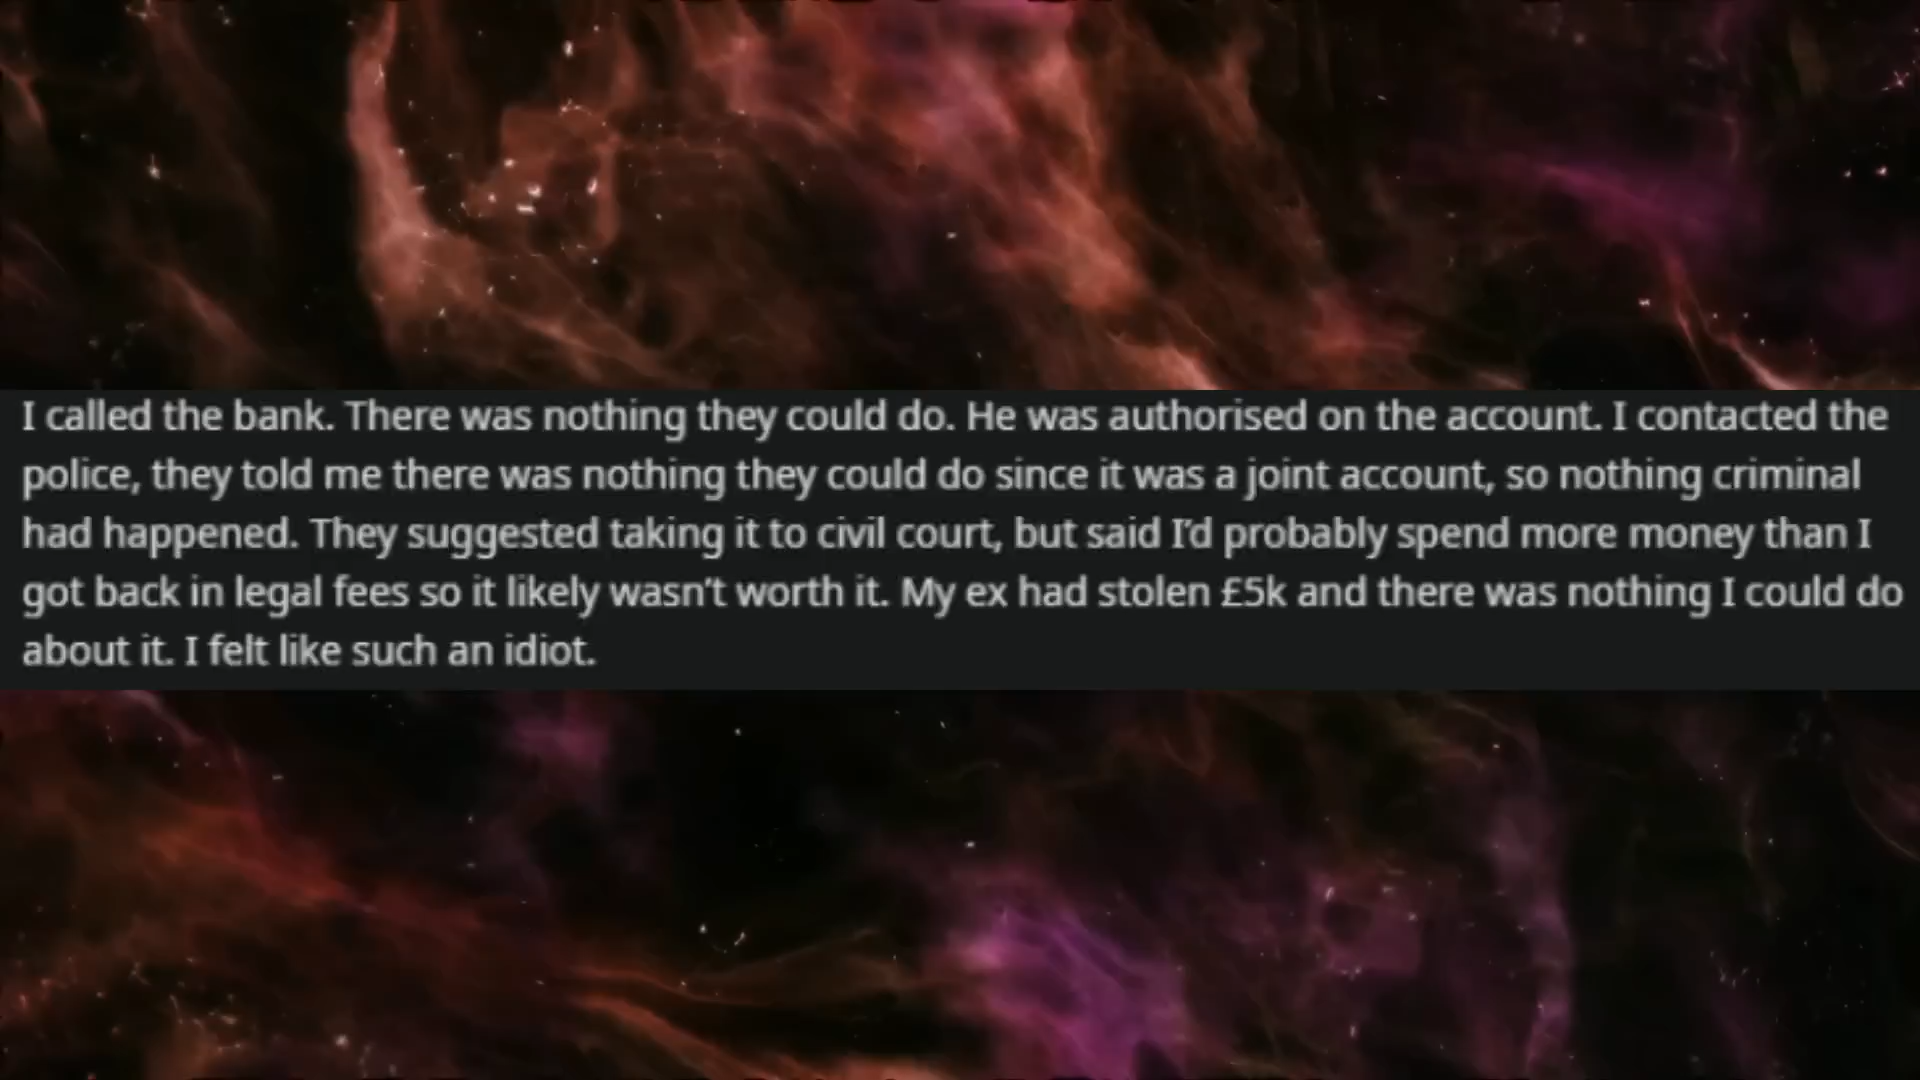 I called the bank. There was nothing they could do. He was authorised on the account. I contacted the
police, they told me there was nothing they could do since it was a joint account, so nothing criminal
had happened. They suggested taking it to civil court, but said I’d probably spend more money than I
got back in legal fees so it likely wasn’t worth it. My ex had stolen £5k and there was nothing I could do
about it. I felt like such an idiot.